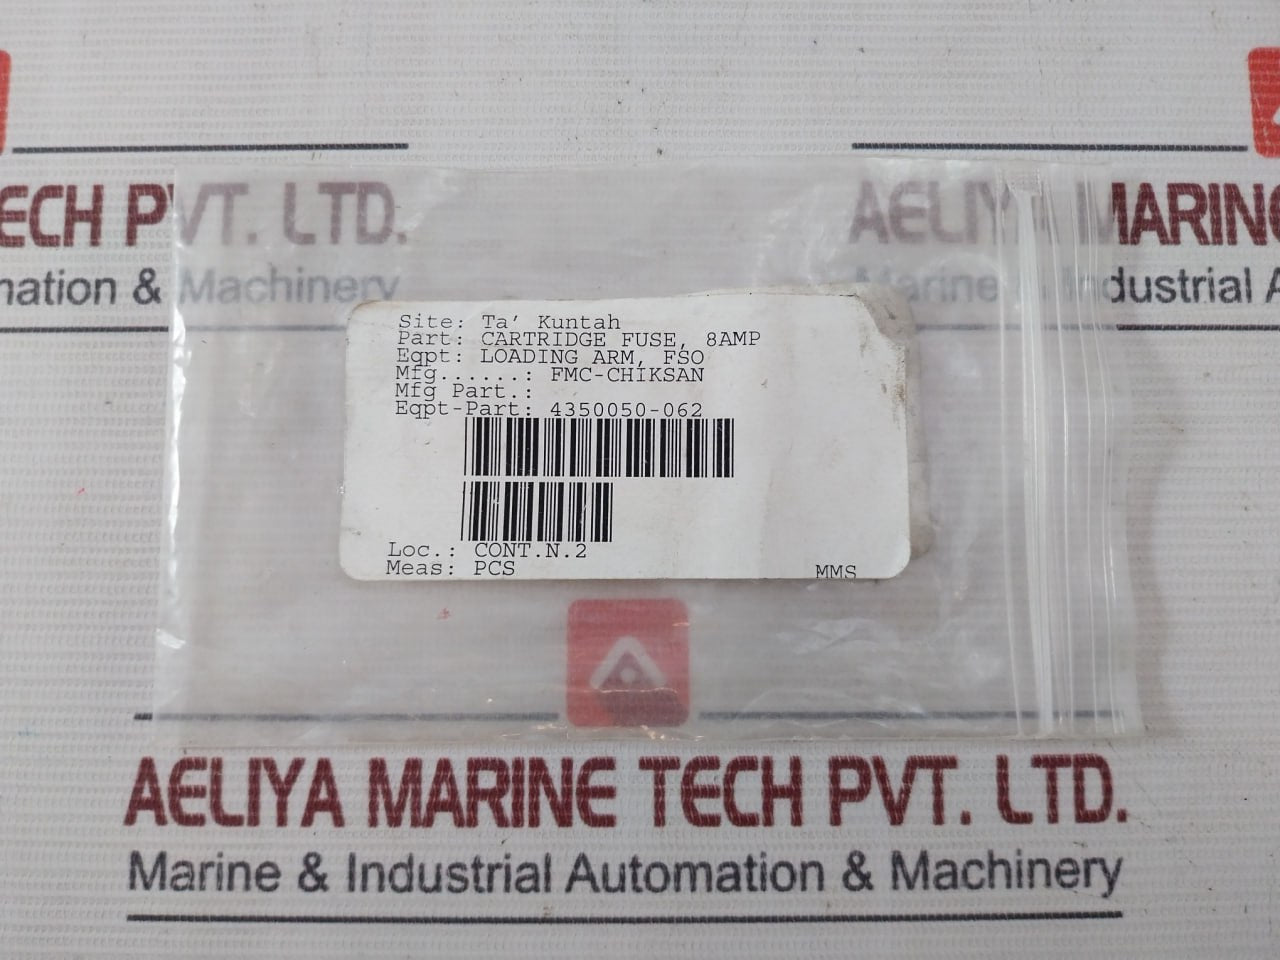 ECH PVT. LTD.
nation & Machinery
AELIYA MARIN
Marine & Industrial A
Site: Ta' Kuntah
Part: CARTRIDGE FUSE, 8AMP
Eqpt: LOADING ARM, FSO
Mfg......: FMC-CHIKSAN
Mfg Part.:
Eqpt-Part: 4350050-062
Loc.: CONT.N.2
Meas: PCS MMS
AELIYA MARINE TECH PVT. LTD.
Marine & Industrial Automation & Machinery